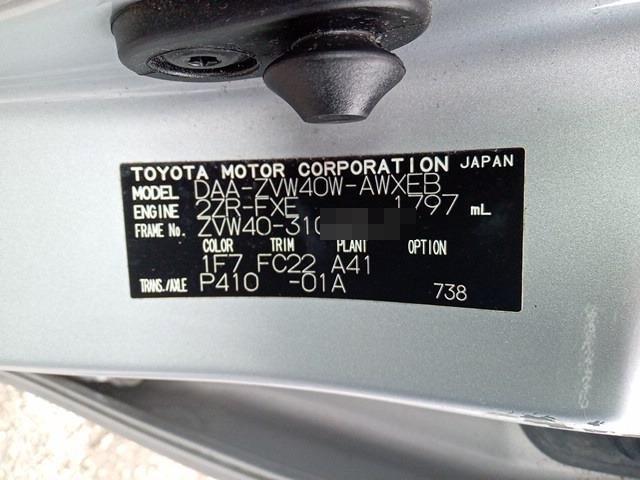 TOYOTA MOTOR CORPORATION JAPAN
MODEL DAA-ZVW40W-AWXEB
ENGINE 2ZR-FXE 1797 mL
FRAME No. ZVW40-310
COLOR TRIM PLANT OPTION
1F7 FC22 A41
TRANS./AXLE P410 -01A 738